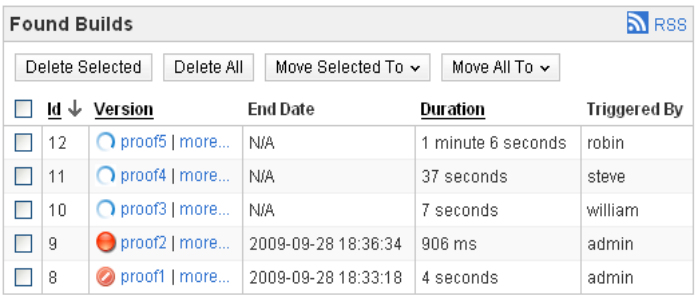 Found Builds RSS
Delete Selected Delete All Move Selected To Move All To
Id Version End Date Duration Triggered By
12 proof5 | more... N/A 1 minute 6 seconds robin
11 proof4 | more... N/A 37 seconds steve
10 proof3 | more... N/A 7 seconds william
9 proof2 | more... 2009-09-28 18:36:34 906 ms admin
8 proof1 | more... 2009-09-28 18:33:18 4 seconds admin